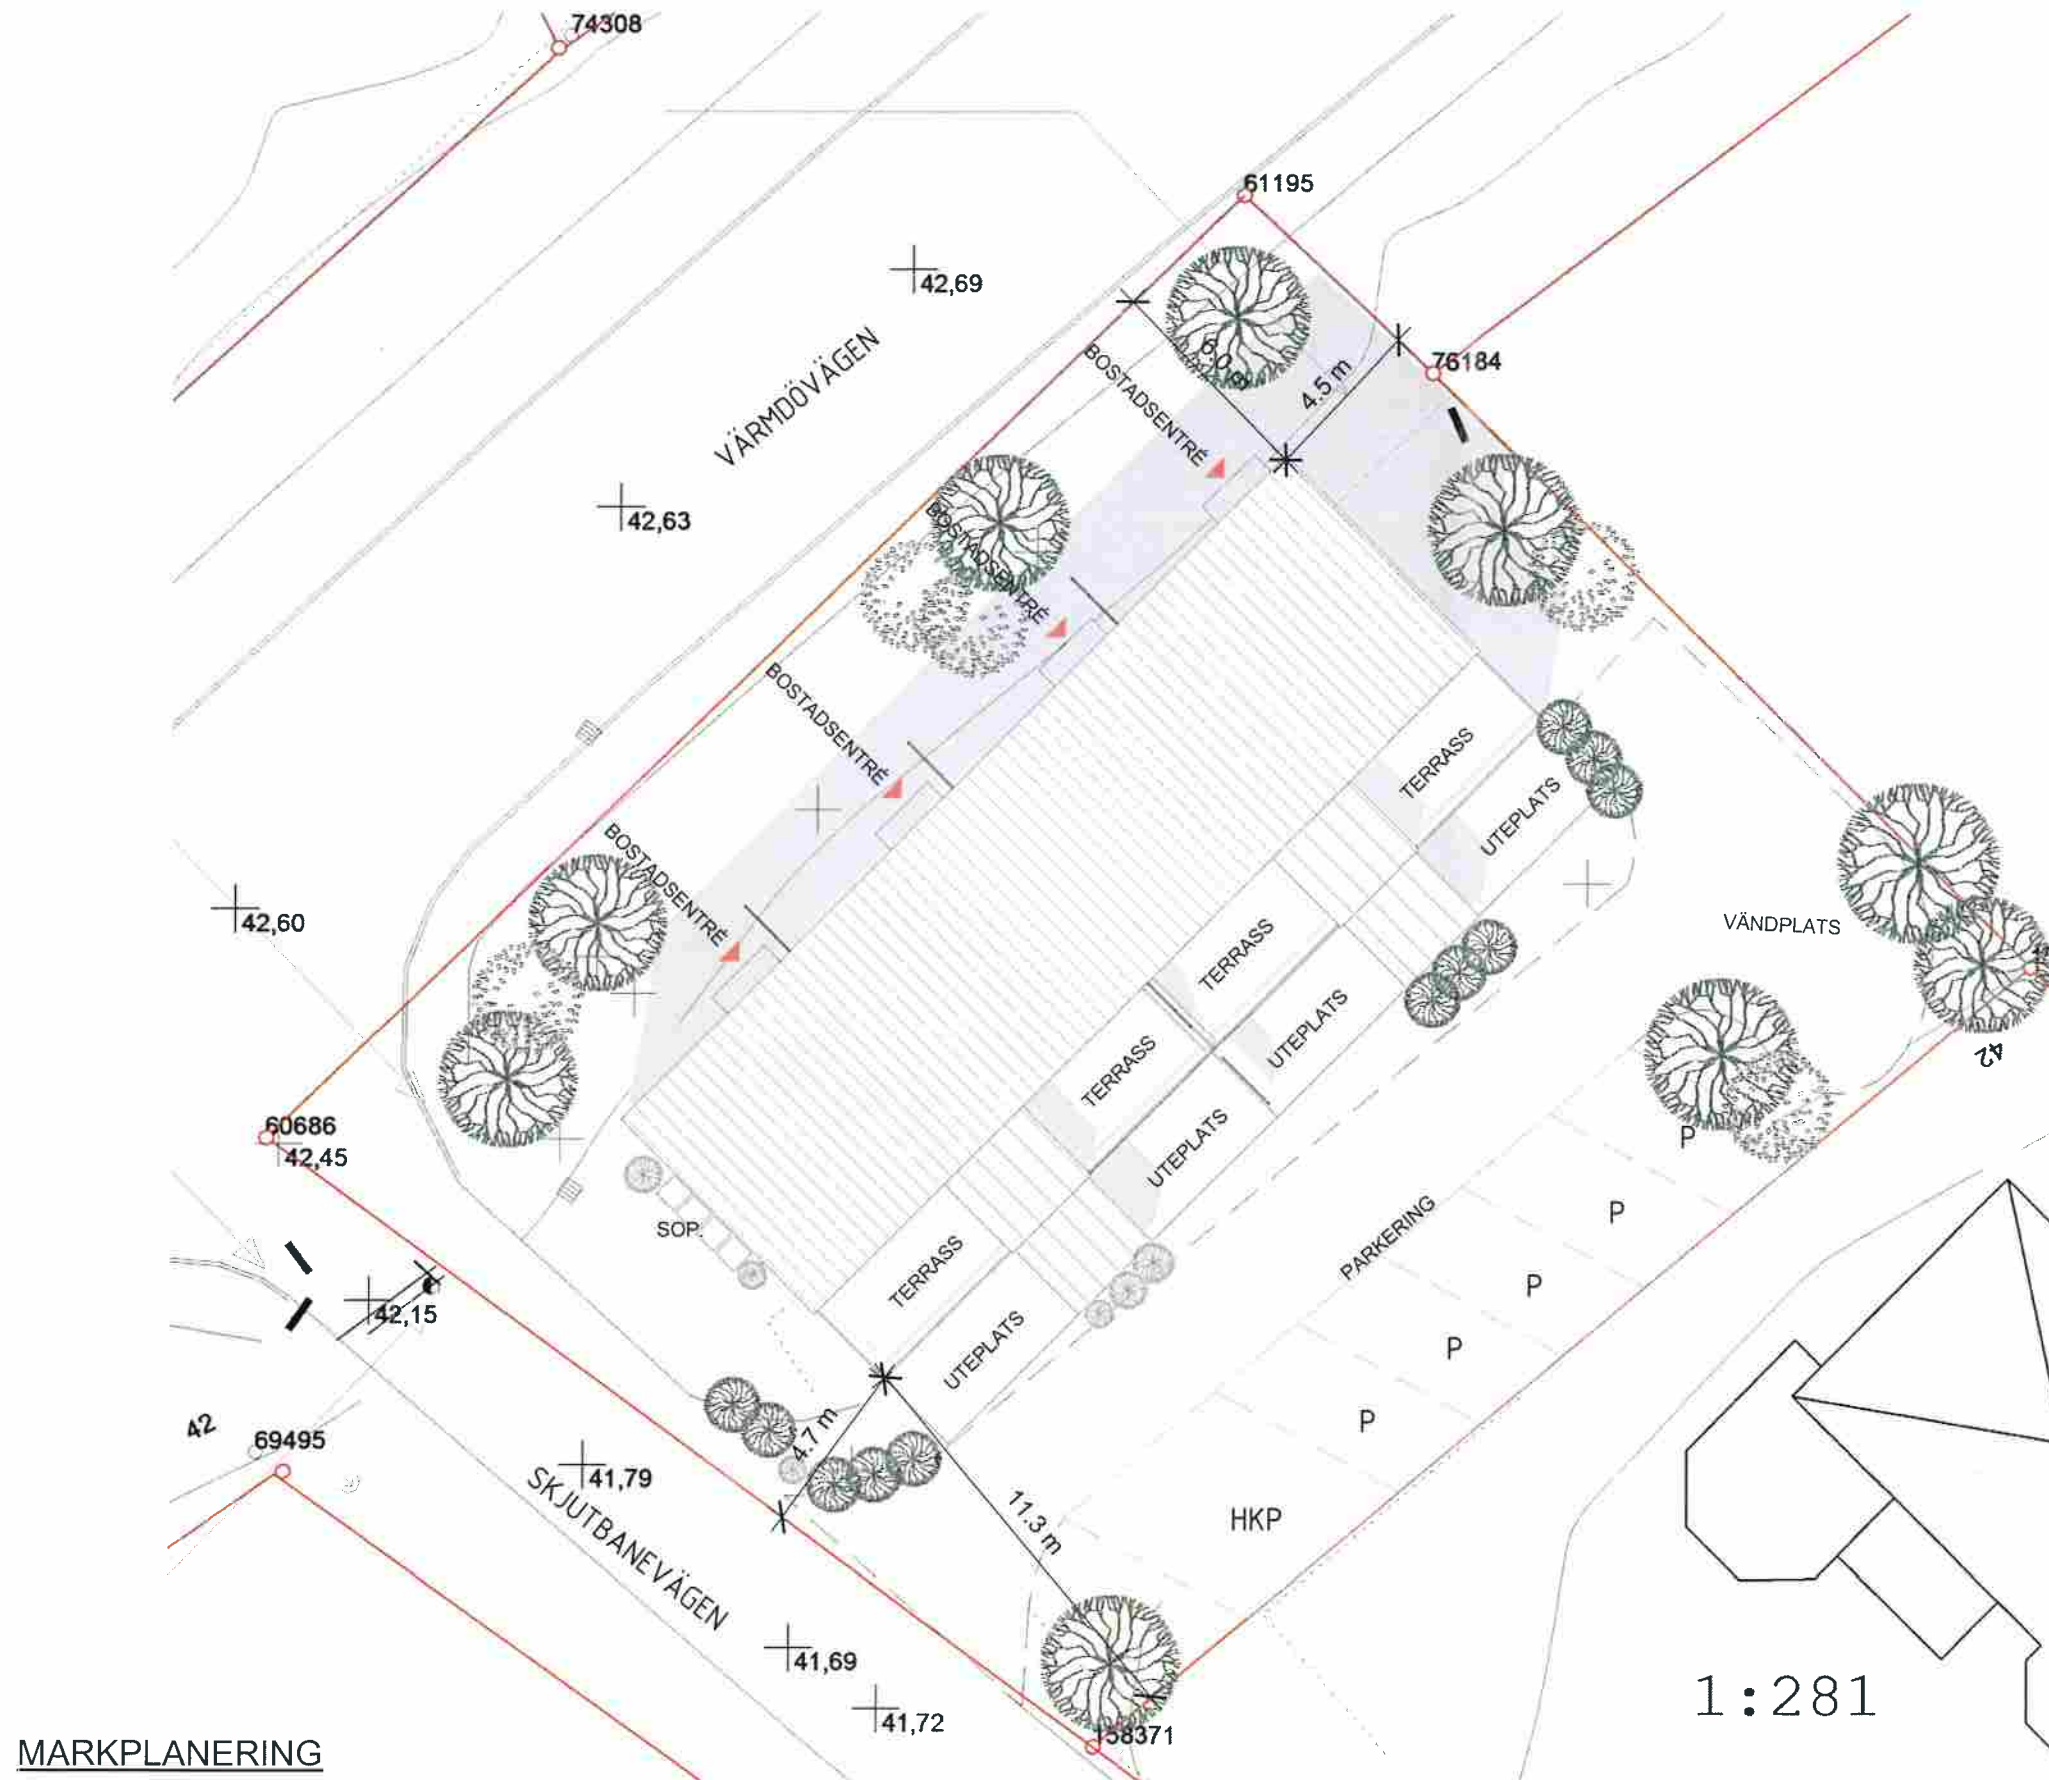 74308
61195
42,69
VÄRMDÖVÄGEN
6.0 m
4.5 m
76184
BOSTADSENTRÉ
42,63
BOSTADSENTRÉ
BOSTADSENTRÉ
TERRASS
UTEPLATS
BOSTADSENTRÉ
42,60
VÄNDPLATS
TERRASS
UTEPLATS
TERRASS
UTEPLATS
42
60686
42,45
P
SOP.
PARKERING
P
TERRASS
P
42,15
UTEPLATS
P
42
69495
4.7 m
P
41,79
SKJUTBANEVÄGEN
11.3 m
HKP
41,69
41,72
158371
1:281
MARKPLANERING